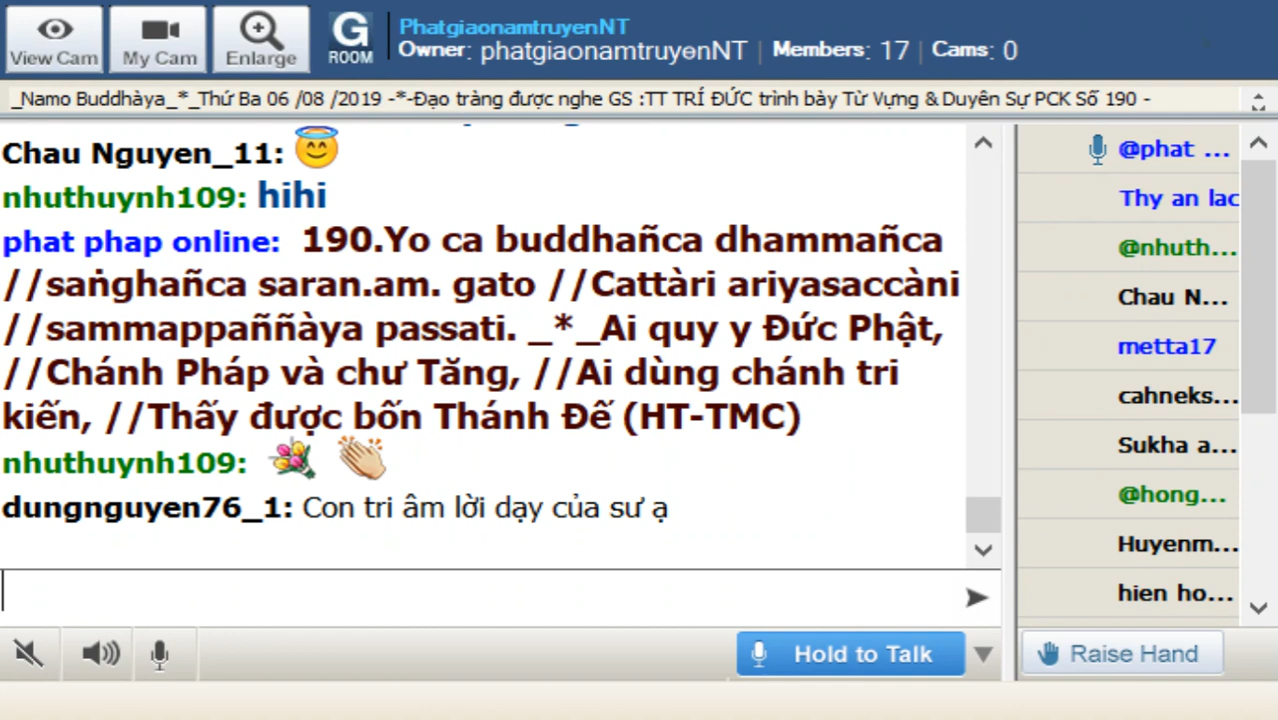 View Cam
My Cam
Enlarge
G
ROOM
PhatgiaonamtruyenNT
Owner: phatgiaonamtruyenNT | Members: 17 | Cams: 0
_Namo Buddhàya_*_Thứ Ba 06 /08 /2019 -*-Đạo tràng được nghe GS :TT TRÍ ĐỨC trình bày Từ Vựng & Duyên Sự PCK Số 190 -
Chau Nguyen_11: 😇
nhuthuynh109: hihi
phat phap online: 190.Yo ca buddhañca dhammañca
//saṅghañca saran.am. gato //Cattàri ariyasaccàni
//sammappaññàya passati. _*_Ai quy y Đức Phật,
//Chánh Pháp và chư Tăng, //Ai dùng chánh tri
kiến, //Thấy được bốn Thánh Đế (HT-TMC)
nhuthuynh109: 💐 👏
dungnguyen76_1: Con tri âm lời dạy của sư ạ
@phat ...
Thy an lac
@nhuth...
Chau N...
metta17
cahneks...
Sukha a...
@hong...
Huyenm...
hien ho...
Hold to Talk
Raise Hand